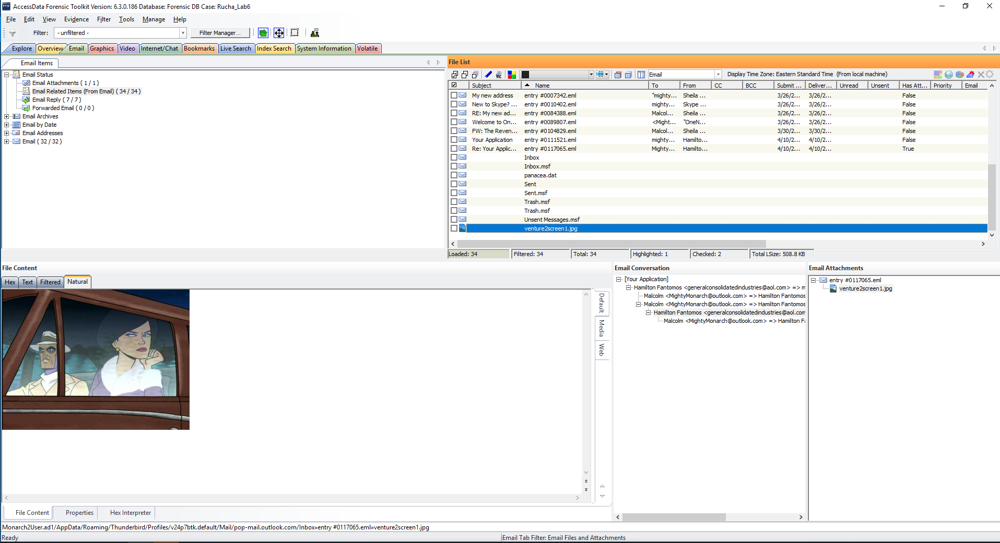 AccessData Forensic Toolkit Version: 6.3.0.186 Database: Forensic DB Case: Rucha_Lab6
File Edit View Evidence Filter Tools Manage Help
Filter: - unfiltered - Filter Manager...
Explore Overview Email Graphics Video Internet/Chat Bookmarks Live Search Index Search System Information Volatile
Email Items
Email Status
Email Attachments ( 1 / 1 )
Email Related Items (From Email) ( 34 / 34 )
Email Reply ( 7 / 7 )
Forwarded Email ( 0 / 0 )
Email Archives
Email by Date
Email Addresses
Email ( 32 / 32 )
File List
Email Display Time Zone: Eastern Standard Time (From local machine)
Subject Name To From CC BCC Submit ... Deliver... Unread Unsent Has Att... Priority Email
My new address entry #0007342.eml "mighty... Sheila ... 3/26/2... 3/26/2... False
New to Skype? ... entry #0010402.eml mighty... Skype ... 3/26/2... 3/26/2... False
RE: My new ad... entry #0084388.eml Malcol... Sheila ... 3/26/2... 3/26/2... False
Welcome to On... entry #0089807.eml <Might... "OneN... 3/26/2... 3/26/2... False
FW: The Reven... entry #0104829.eml Malcol... Sheila ... 3/30/2... 3/30/2... False
Your Application entry #0111521.eml mighty... Hamilto... 4/10/2... 4/10/2... False
Re: Your Applic... entry #0117065.eml Mighty... Hamilto... 4/10/2... 4/10/2... True
Inbox
Inbox.msf
panacea.dat
Sent
Sent.msf
Trash.msf
Trash.msf
Unsent Messages.msf
venture2screen1.jpg
Loaded: 34 Filtered: 34 Total: 34 Highlighted: 1 Checked: 2 Total LSize: 508.8 KB
File Content
Hex Text Filtered Natural
Default
Media
Web
Email Conversation
[Your Application]
Hamilton Fantomos <generalconsolidatedindustries@aol.com> => m
Malcolm <MightyMonarch@outlook.com> => Hamilton Fantomos
Malcolm <MightyMonarch@outlook.com> => Hamilton Fantomos
Hamilton Fantomos <generalconsolidatedindustries@aol.com
Malcolm <MightyMonarch@outlook.com> => Hamilton F
Email Attachments
entry #0117065.eml
venture2screen1.jpg
File Content Properties Hex Interpreter
Monarch2User.ad1/AppData/Roaming/Thunderbird/Profiles/v24p7btk.default/Mail/pop-mail.outlook.com/Inbox»entry #0117065.eml»venture2screen1.jpg
Ready Email Tab Filter: Email Files and Attachments